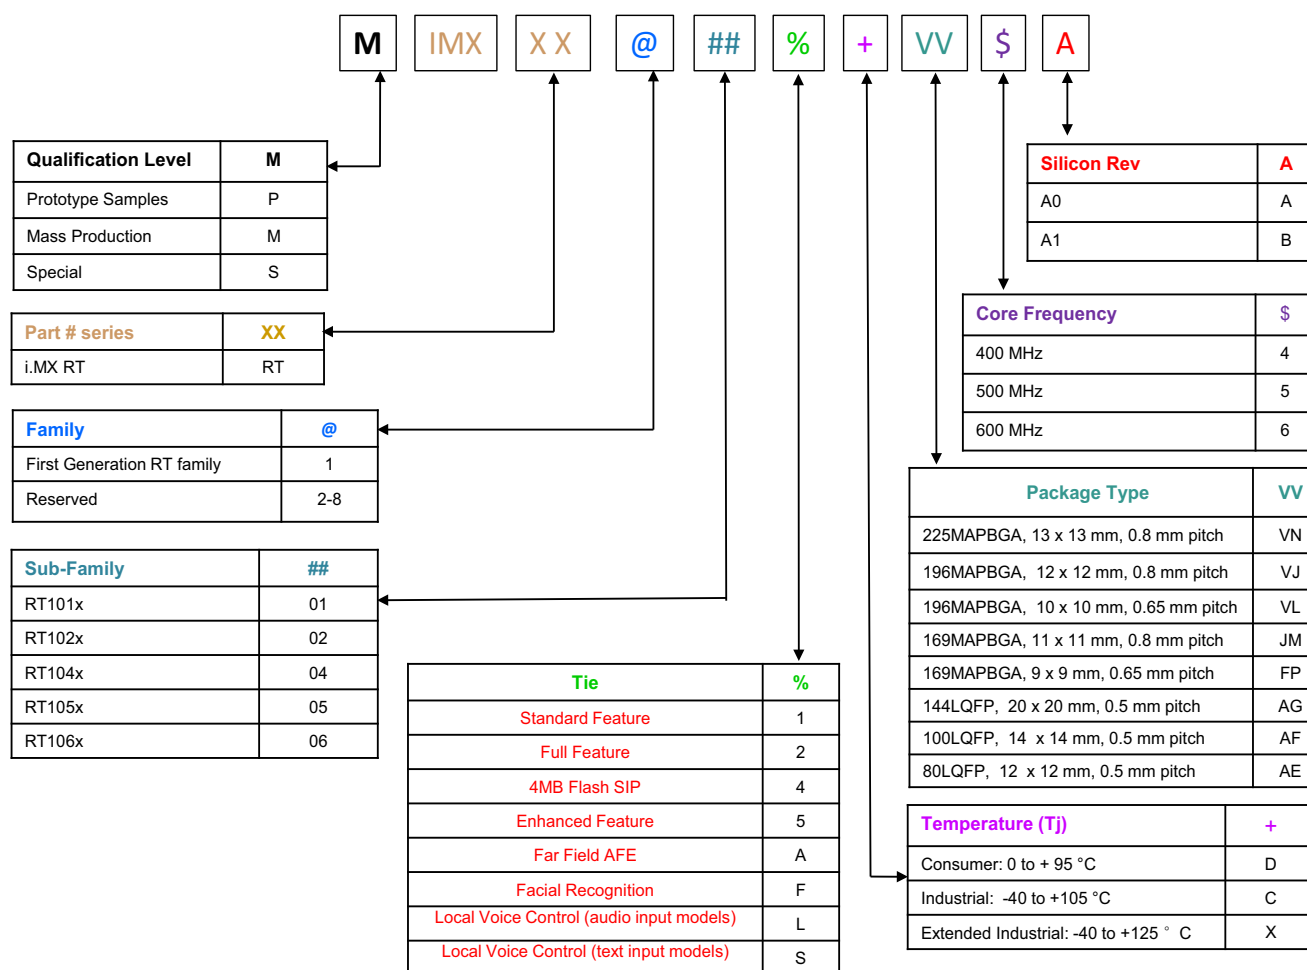 M IMX X X @ ## % + VV $ A
Qualification Level M
Prototype Samples P
Mass Production M
Special S
Part # series XX
i.MX RT RT
Family @
First Generation RT family 1
Reserved 2-8
Sub-Family ##
RT101x 01
RT102x 02
RT104x 04
RT105x 05
RT106x 06
Tie %
Standard Feature 1
Full Feature 2
4MB Flash SIP 4
Enhanced Feature 5
Far Field AFE A
Facial Recognition F
Local Voice Control (audio input models) L
Local Voice Control (text input models) S
Silicon Rev A
A0 A
A1 B
Core Frequency $
400 MHz 4
500 MHz 5
600 MHz 6
Package Type VV
225MAPBGA, 13 x 13 mm, 0.8 mm pitch VN
196MAPBGA, 12 x 12 mm, 0.8 mm pitch VJ
196MAPBGA, 10 x 10 mm, 0.65 mm pitch VL
169MAPBGA, 11 x 11 mm, 0.8 mm pitch JM
169MAPBGA, 9 x 9 mm, 0.65 mm pitch FP
144LQFP, 20 x 20 mm, 0.5 mm pitch AG
100LQFP, 14 x 14 mm, 0.5 mm pitch AF
80LQFP, 12 x 12 mm, 0.5 mm pitch AE
Temperature (Tj) +
Consumer: 0 to + 95 °C D
Industrial: -40 to +105 °C C
Extended Industrial: -40 to +125 ° C X